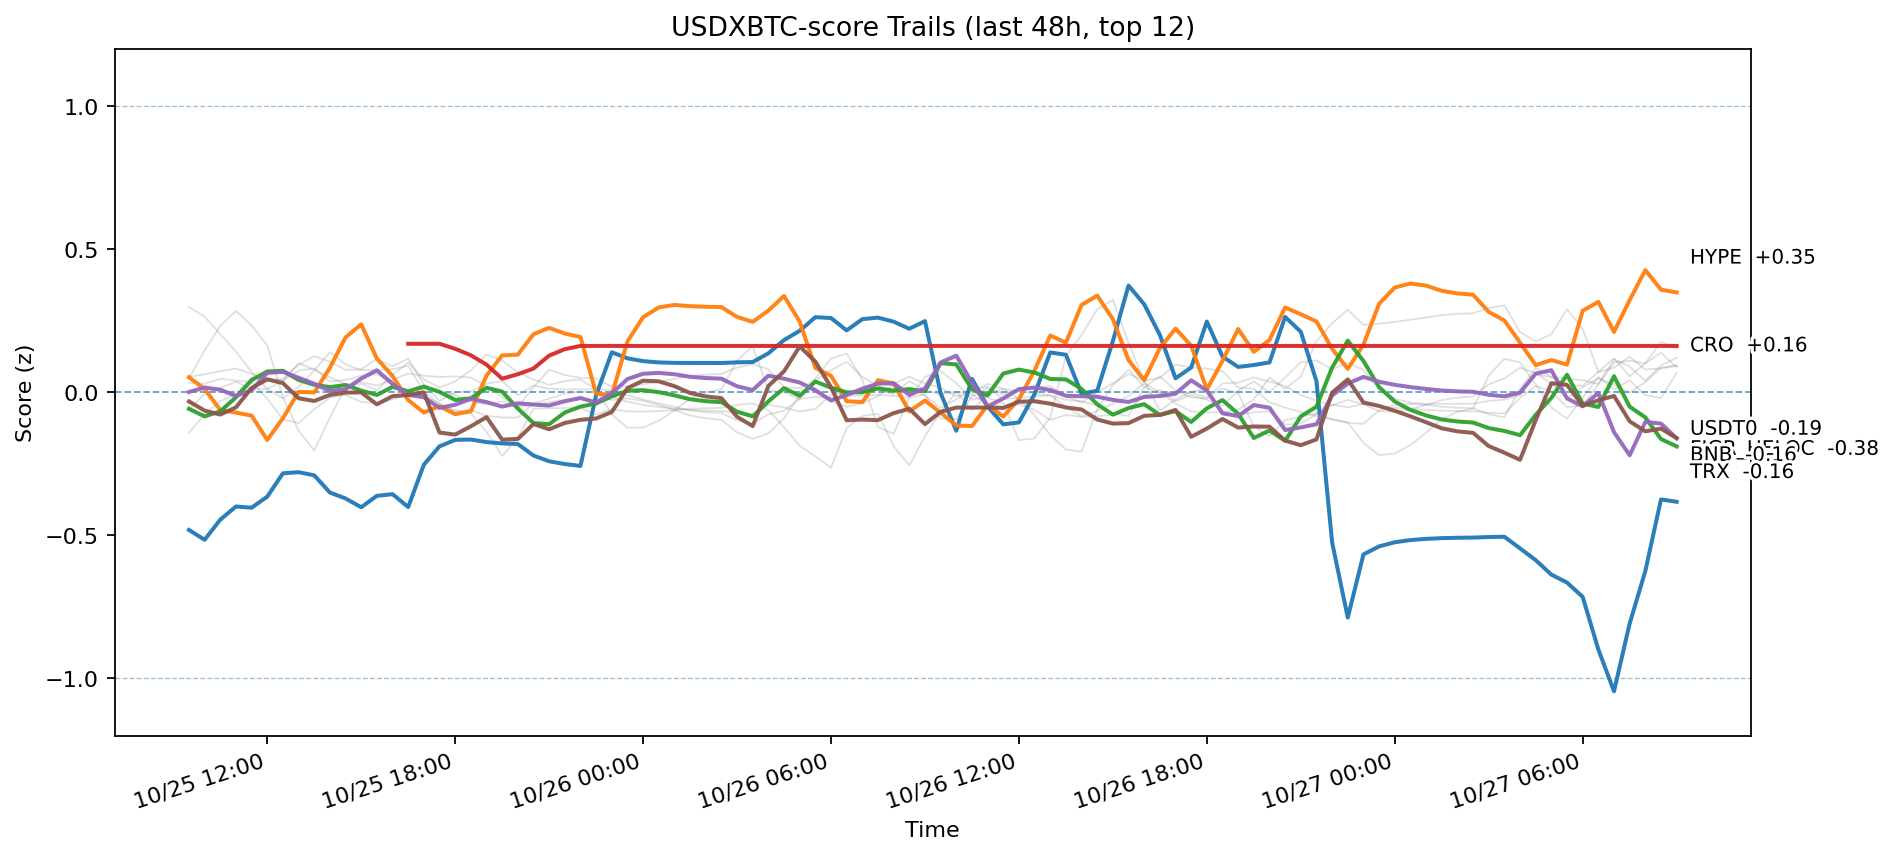 USDXBTC-score Trails (last 48h, top 12)
Score (z)
1.0
0.5
0.0
−0.5
−1.0
HYPE +0.35
CRO +0.16
USDT0 -0.19
-0.38
BNB -0.16
TRX -0.16
10/25 12:00
10/25 18:00
10/26 00:00
10/26 06:00
10/26 12:00
10/26 18:00
10/27 00:00
10/27 06:00
Time